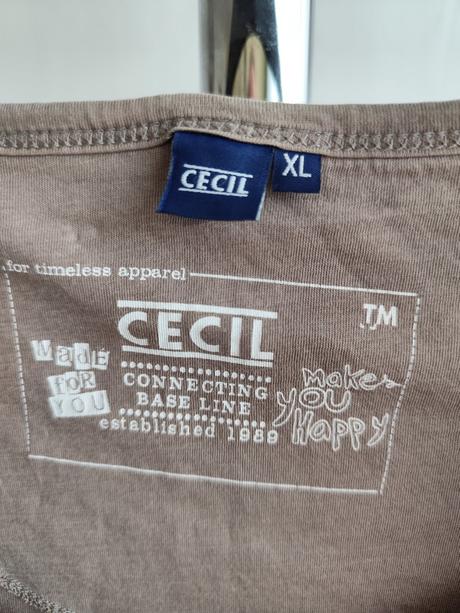 CECIL
XL
.for timeless apparel
CECIL
TM
MaDE
FOR
YOU
CONNECTING
BASE LINE
established 1989
makes
YOU
Happy